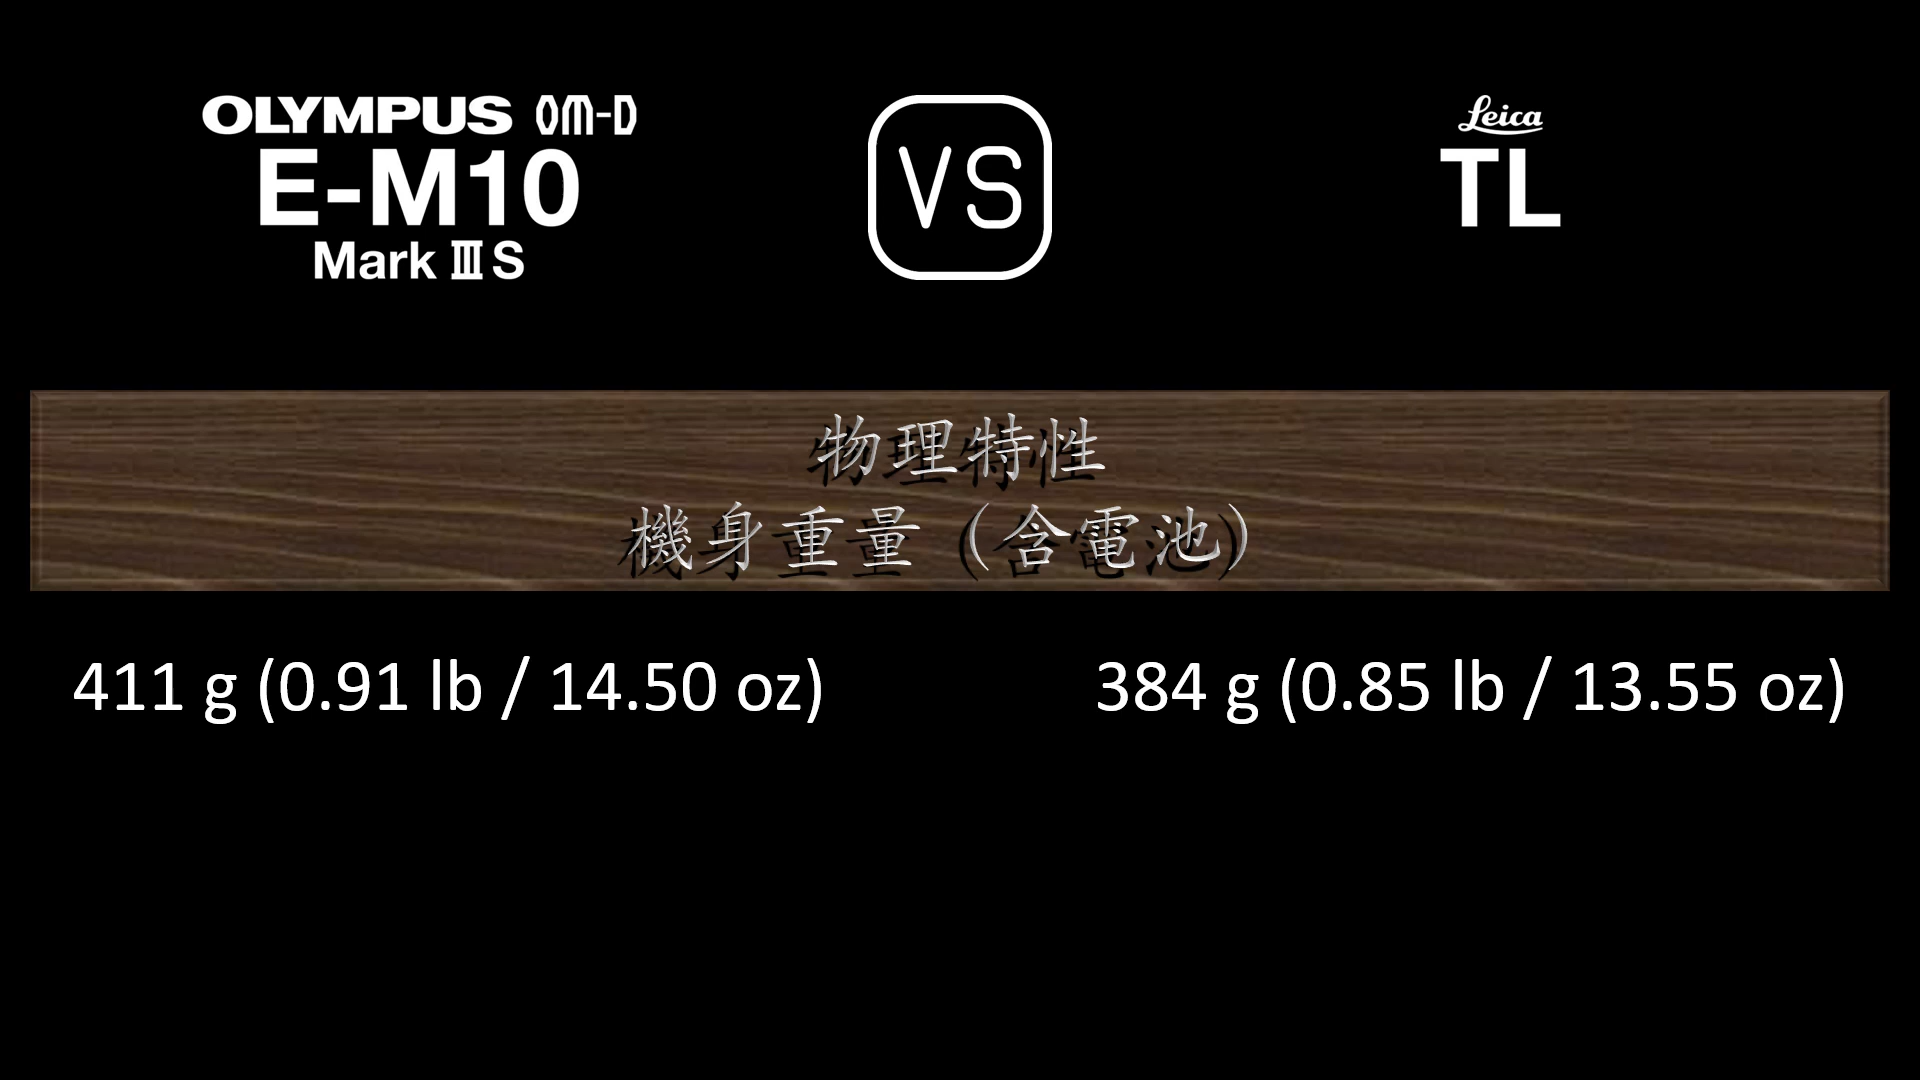 OLYMPUS OM-D
E-M10
Mark Ⅲ S
VS
Leica
TL
物理特性
機身重量（含電池）
411 g (0.91 lb / 14.50 oz)
384 g (0.85 lb / 13.55 oz)